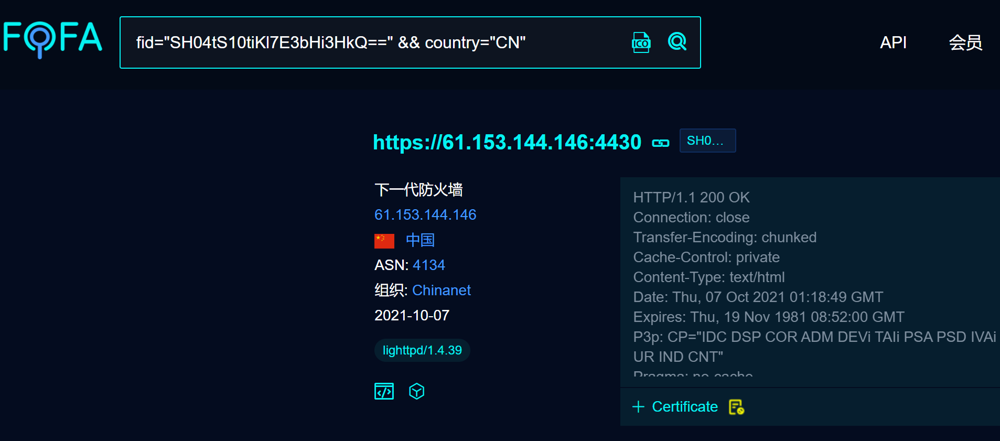 FOFA
fid="SH04tS10tiKl7E3bHi3HkQ==" && country="CN"
ICO
API
会员
https://61.153.144.146:4430
SH0...
下一代防火墙
61.153.144.146
中国
ASN: 4134
组织: Chinanet
2021-10-07
lighttpd/1.4.39
HTTP/1.1 200 OK
Connection: close
Transfer-Encoding: chunked
Cache-Control: private
Content-Type: text/html
Date: Thu, 07 Oct 2021 01:18:49 GMT
Expires: Thu, 19 Nov 1981 08:52:00 GMT
P3p: CP="IDC DSP COR ADM DEVi TAIi PSA PSD IVAi
UR IND CNT"
Pragma: no-cache
+ Certificate